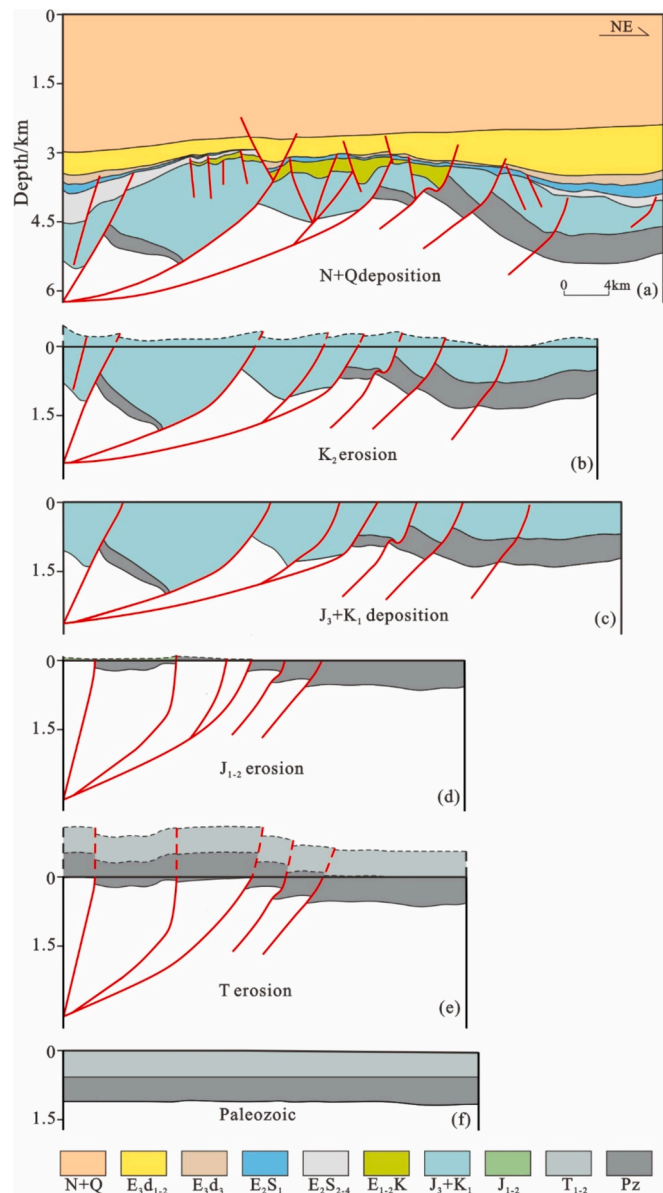 0
NE
1.5
Depth/km
3
4.5
6
N+Qdeposition
0 4km
(a)
0
1.5
K₂ erosion
(b)
0
1.5
J₃+K₁ deposition
(c)
0
1.5
J₁₋₂ erosion
(d)
0
1.5
T erosion
(e)
0
1.5
Paleozoic
(f)
N+Q E₃d₁₋₂ E₃d₃ E₂S₁ E₂S₂₋₄ E₁₋₂K J₃+K₁ J₁₋₂ T₁₋₂ Pz